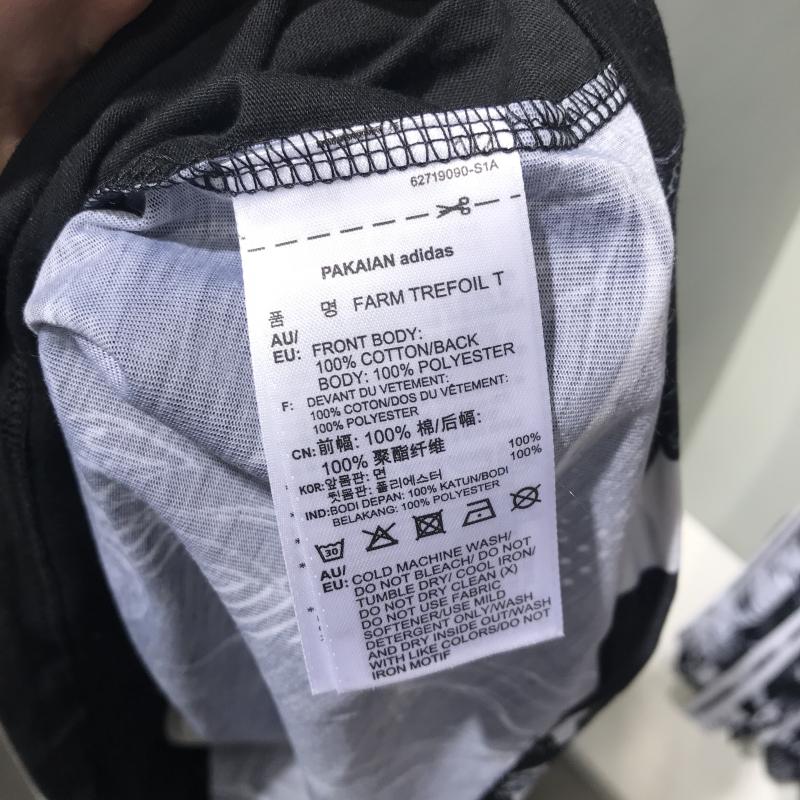 62719090-S1A
PAKAIAN adidas
품 명 FARM TREFOIL T
AU/
EU: FRONT BODY:
100% COTTON/BACK
BODY: 100% POLYESTER
F: DEVANT DU VETEMENT:
100% COTON/DOS DU VÊTEMENT:
100% POLYESTER
CN: 前幅: 100% 棉/后幅:
100% 聚酯纤维
KOR: 앞몸판: 면 100%
뒷몸판: 폴리에스터 100%
IND: BODI DEPAN: 100% KATUN/BODI
BELAKANG: 100% POLYESTER
30
AU/
EU: COLD MACHINE WASH/
DO NOT BLEACH/ DO NOT
TUMBLE DRY/ COOL IRON/
DO NOT DRY CLEAN (X)
DO NOT USE FABRIC
SOFTENER/USE MILD
DETERGENT ONLY/WASH
AND DRY INSIDE OUT/WASH
WITH LIKE COLORS/DO NOT
IRON MOTIF